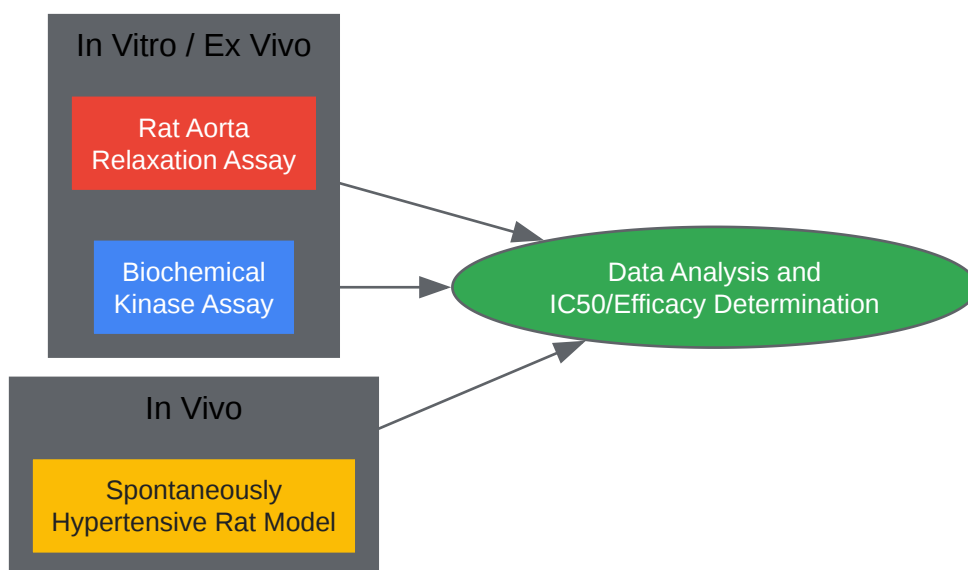 In Vitro / Ex Vivo
Rat Aorta
Relaxation Assay
Biochemical
Kinase Assay
Data Analysis and
IC50/Efficacy Determination
In Vivo
Spontaneously
Hypertensive Rat Model